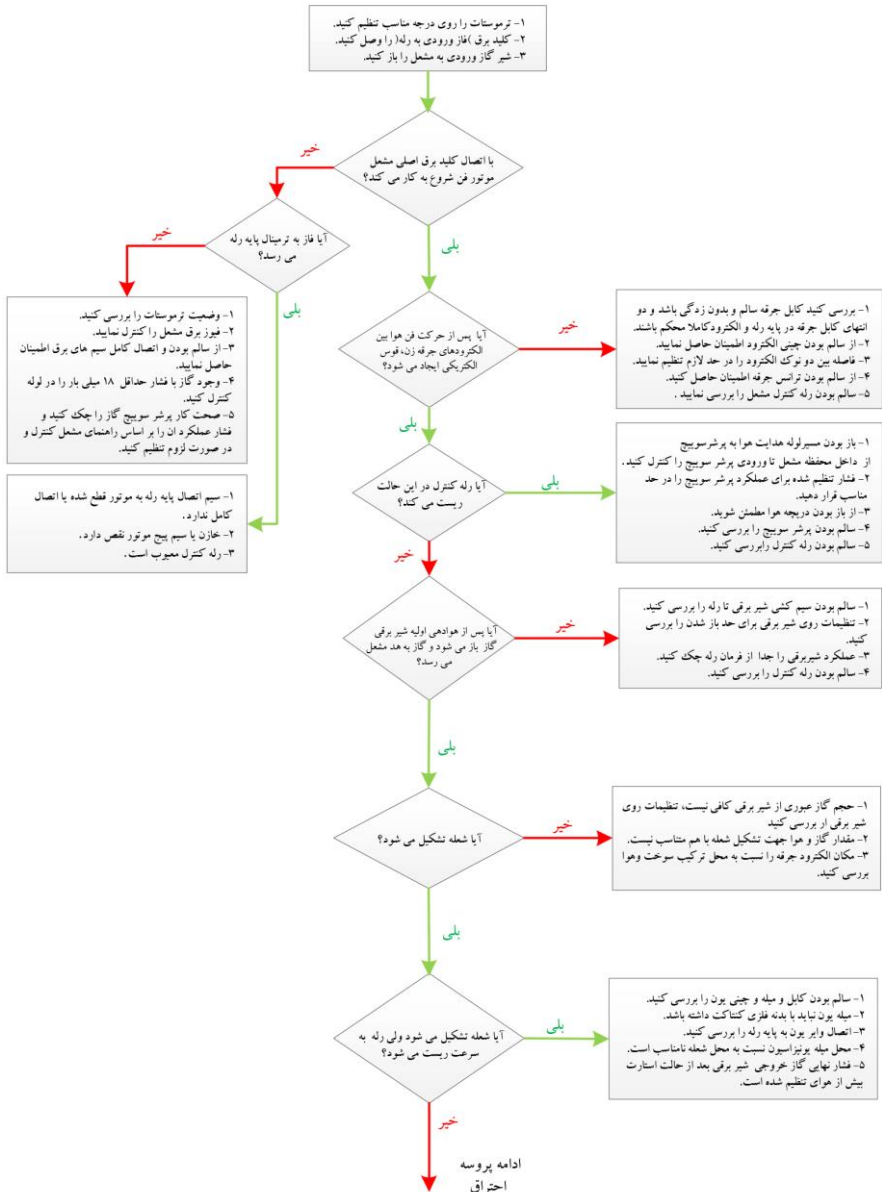 ۱- ترموستات را روی درجه مناسب تنظیم کنید.
۲- کلید برق )فاز ورودی به رله( را وصل کنید.
۳- شیر گاز ورودی به مشعل را باز کنید.
با اتصال کلید برق اصلی مشعل
موتور فن شروع به کار می کند؟
خیر
آیا فاز به ترمینال پایه رله
می رسد؟
خیر
۱- وضعیت ترموستات را بررسی کنید.
۲- فیوز برق مشعل را کنترل نمایید.
۳- از سالم بودن و اتصال کامل سیم های برق اطمینان
حاصل نمایید.
۴- وجود گاز با فشار حداقل ۱۸ میلی بار را در لوله
کنترل کنید.
۵- صحت کار پرشر سوییچ گاز را چک کنید و
فشار عملکرد ان را بر اساس راهنمای مشعل کنترل و
در صورت لزوم تنظیم کنید.
بلی
۱- سیم اتصال پایه رله به موتور قطع شده یا اتصال
کامل ندارد.
۲- خازن یا سیم پیچ موتور نقص دارد.
۳- رله کنترل معیوب است.
بلی
آیا پس از حرکت فن هوا بین
الکترودهای جرقه زن، قوس
الکتریکی ایجاد می شود؟
خیر
۱- بررسی کنید کابل جرقه سالم و بدون زدگی باشد و دو
انتهای کابل جرقه در پایه رله و الکترودکاملا محکم باشند.
۲- از سالم بودن چینی الکترود اطمینان حاصل نمایید.
۳- فاصله بین دو نوک الکترود را در حد لازم تنظیم نمایید.
۴- از سالم بودن ترانس جرقه اطمینان حاصل کنید.
۵- سالم بودن رله کنترل مشعل را بررسی نمایید .
بلی
آیا رله کنترل در این حالت
ریست می کند؟
بلی
۱- باز بودن مسیرلوله هدایت هوا به پرشرسوییچ
از داخل محفظه مشعل تا ورودی پرشر سوییچ را کنترل کنید.
۲- فشار تنظیم شده برای عملکرد پرشر سوییچ را در حد
مناسب قرار دهید.
۳- از باز بودن دریچه هوا مطمئن شوید.
۴- سالم بودن پرشر سوییچ را بررسی کنید.
۵- سالم بودن رله کنترل رابررسی کنید.
خیر
آیا پس از هوادهی اولیه شیر برقی
گاز باز می شود و گاز به هد مشعل
می رسد؟
خیر
۱- سالم بودن سیم کشی شیر برقی تا رله را بررسی کنید.
۲- تنظیمات روی شیر برقی برای حد باز شدن را بررسی
کنید.
۳- عملکرد شیربرقی را جدا از فرمان رله چک کنید.
۴- سالم بودن رله کنترل را بررسی کنید.
بلی
آیا شعله تشکیل می شود؟
خیر
۱- حجم گاز عبوری از شیر برقی کافی نیست، تنظیمات روی
شیر برقی ار بررسی کنید
۲- مقدار گاز و هوا جهت تشکیل شعله با هم متناسب نیست.
۳- مکان الکترود جرقه را نسبت به محل ترکیب سوخت وهوا
بررسی کنید.
بلی
آیا شعله تشکیل می شود ولی رله به
سرعت ریست می شود؟
بلی
۱- سالم بودن کابل و میله و چینی یون را بررسی کنید.
۲- میله یون نباید با بدنه فلزی کنتاکت داشته باشد.
۳- اتصال وایر یون به پایه رله را بررسی کنید.
۴- محل میله یونیزاسیون نسبت به محل شعله نامناسب است.
۵- فشار نهایی گاز خروجی شیر برقی بعد از حالت استارت
بیش از هوای تنظیم شده است.
خیر
ادامه پروسه
احتراق